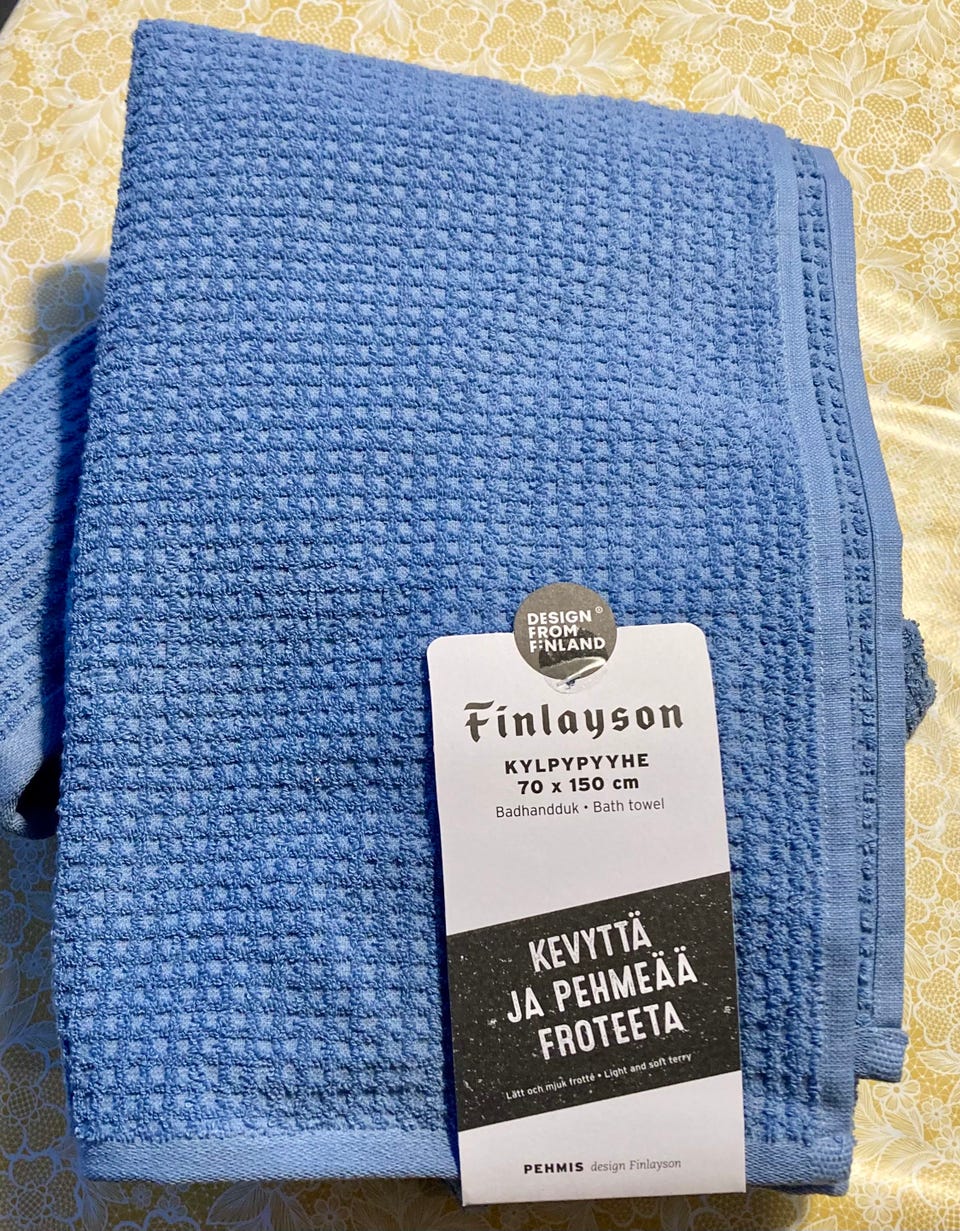 DESIGN ®
FROM
FINLAND
Finlayson
KYLPYPYYHE
70 x 150 cm
Badhandduk • Bath towel
KEVYTTÄ
JA PEHMEÄÄ
FROTEETA
Lätt och mjuk frotté • Light and soft terry
PEHMIS design Finlayson